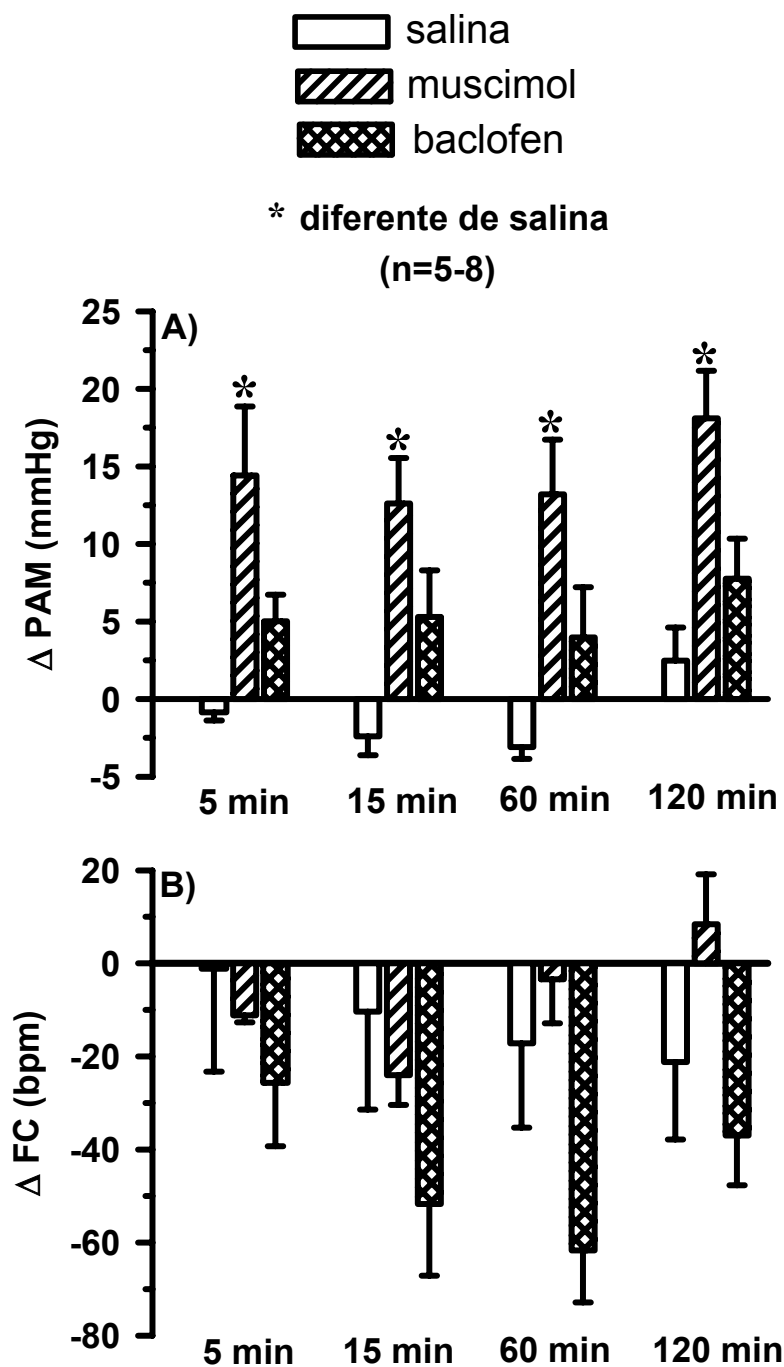 salina
muscimol
baclofen
* diferente de salina
(n=5-8)
A)
Δ PAM (mmHg)
25
20
15
10
5
0
-5
* * * *
5 min 15 min 60 min 120 min
B)
Δ FC (bpm)
20
0
-20
-40
-60
-80
5 min 15 min 60 min 120 min